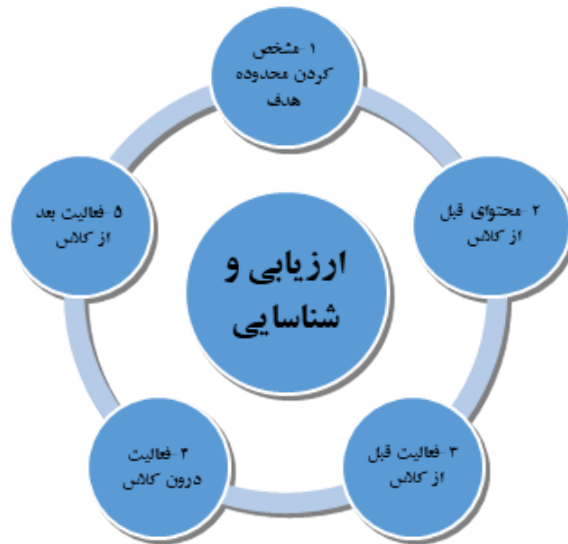 ۱-مشخص
کردن محدوده
هدف
۲-محتوای قبل
از کلاس
۳-فعالیت قبل
از کلاس
۴-فعالیت
درون کلاس
۵-فعالیت بعد
از کلاس
ارزیابی و
شناسایی